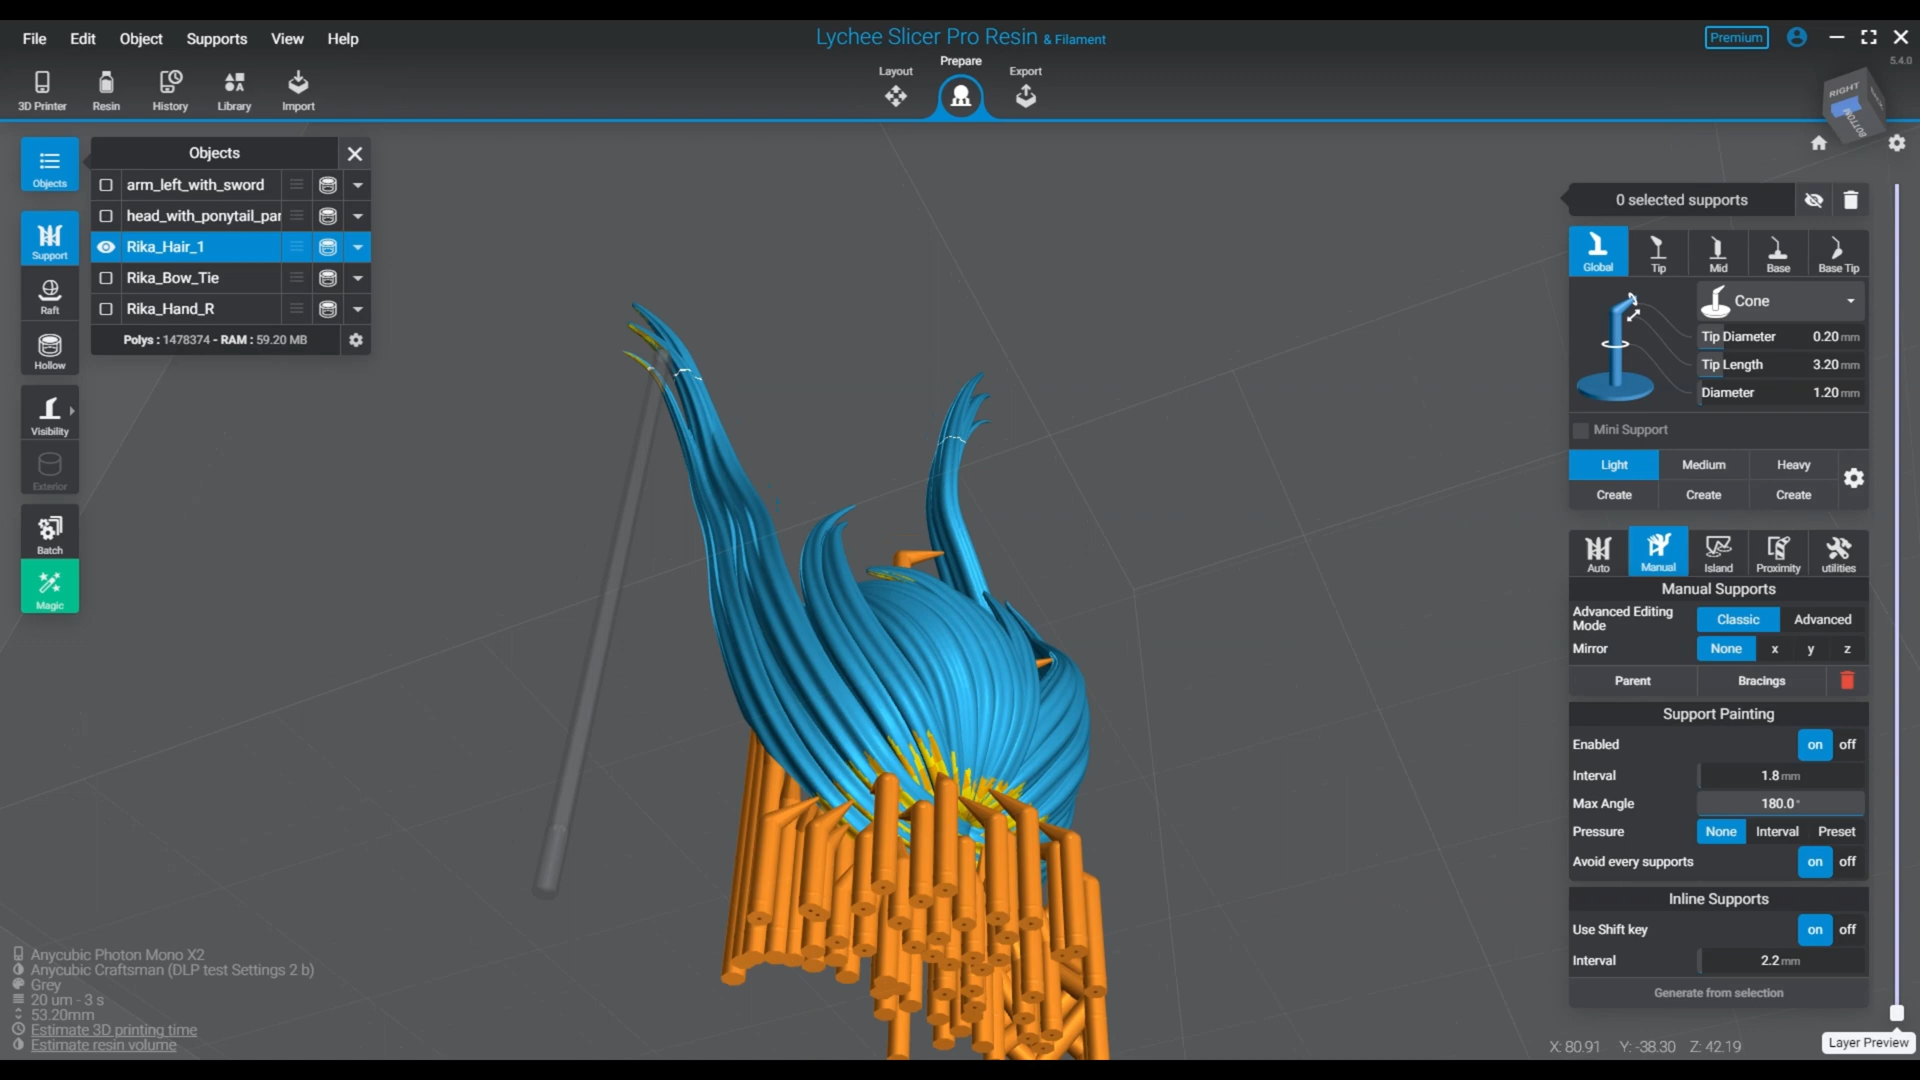 File Edit Object Supports View Help
Lychee Slicer Pro Resin & Filament
Premium
5.4.0
3D Printer Resin History Library Import
Layout Prepare Export
RIGHT
BOTTOM
Objects
Objects
arm_left_with_sword
head_with_ponytail_par
Rika_Hair_1
Rika_Bow_Tie
Rika_Hand_R
Polys : 1478374 - RAM : 59.20 MB
Support
Raft
Hollow
Visibility
Exterior
Batch
Magic
0 selected supports
Global Tip Mid Base Base Tip
Cone
Tip Diameter 0.20 mm
Tip Length 3.20 mm
Diameter 1.20 mm
Mini Support
Light Medium Heavy
Create Create Create
Auto Manual Island Proximity utilities
Manual Supports
Advanced Editing Mode Classic Advanced
Mirror None x y z
Parent Bracings
Support Painting
Enabled on off
Interval 1.8 mm
Max Angle 180.0 °
Pressure None Interval Preset
Avoid every supports on off
Inline Supports
Use Shift key on off
Interval 2.2 mm
Generate from selection
Anycubic Photon Mono X2
Anycubic Craftsman (DLP test Settings 2 b)
Grey
20 um - 3 s
53.20mm
Estimate 3D printing time
Estimate resin volume
X: 80.91 Y: -38.30 Z: 42.19
Layer Preview